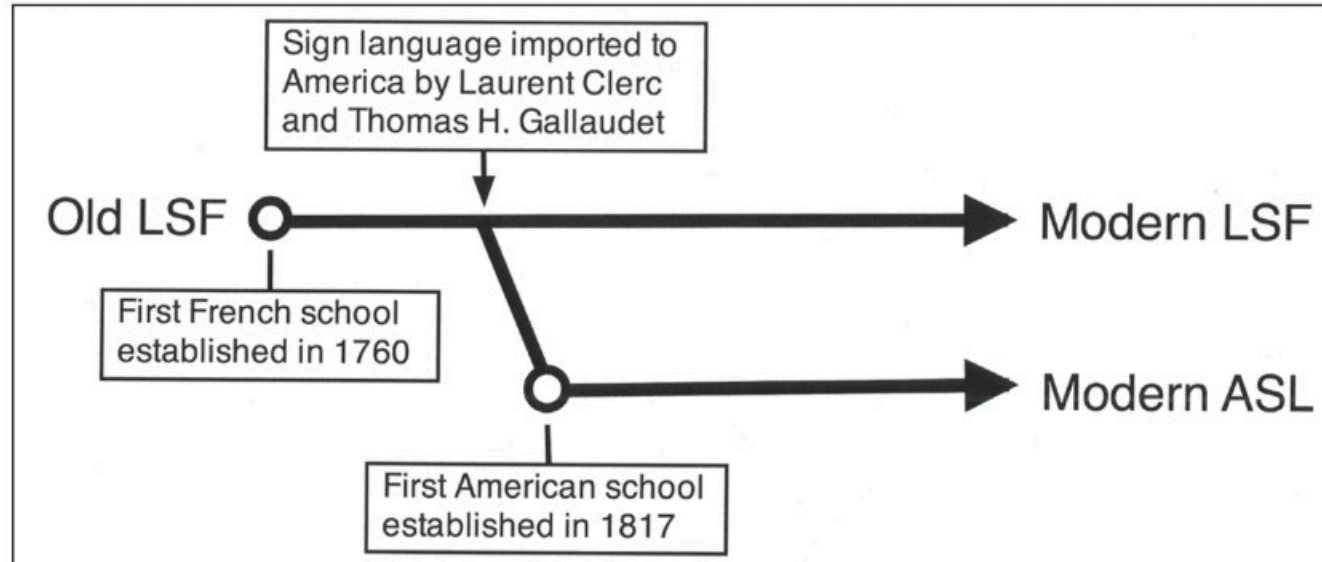 Sign language imported to
America by Laurent Clerc
and Thomas H. Gallaudet
Old LSF
Modern LSF
First French school
established in 1760
Modern ASL
First American school
established in 1817